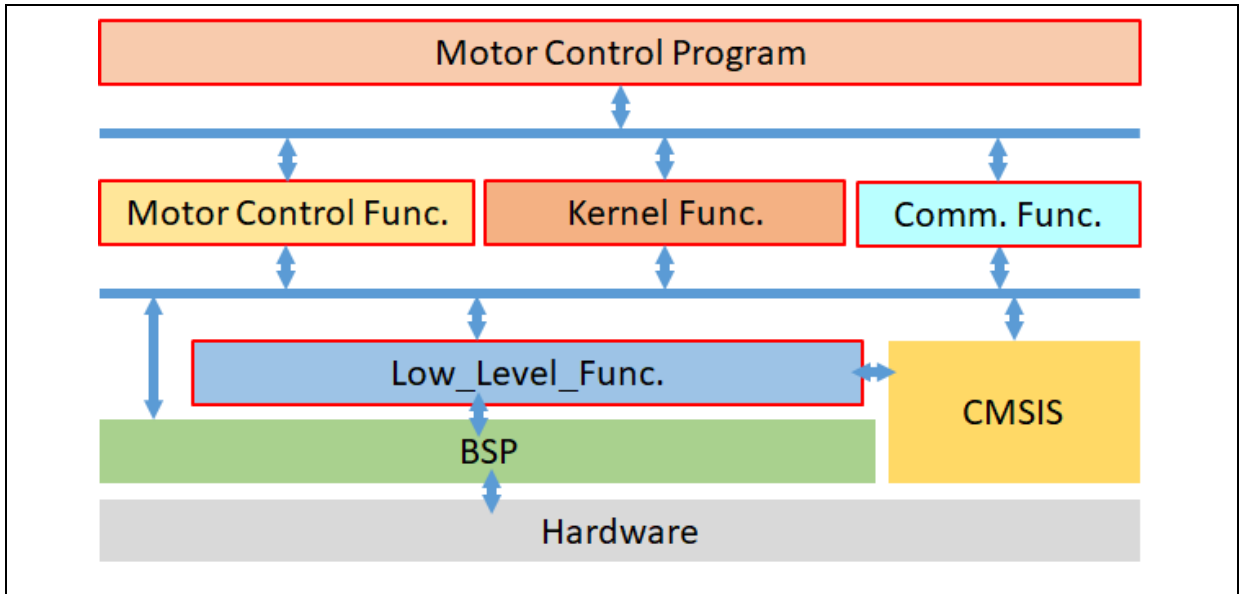 Motor Control Program
Motor Control Func.
Kernel Func.
Comm. Func.
Low_Level_Func.
CMSIS
BSP
Hardware